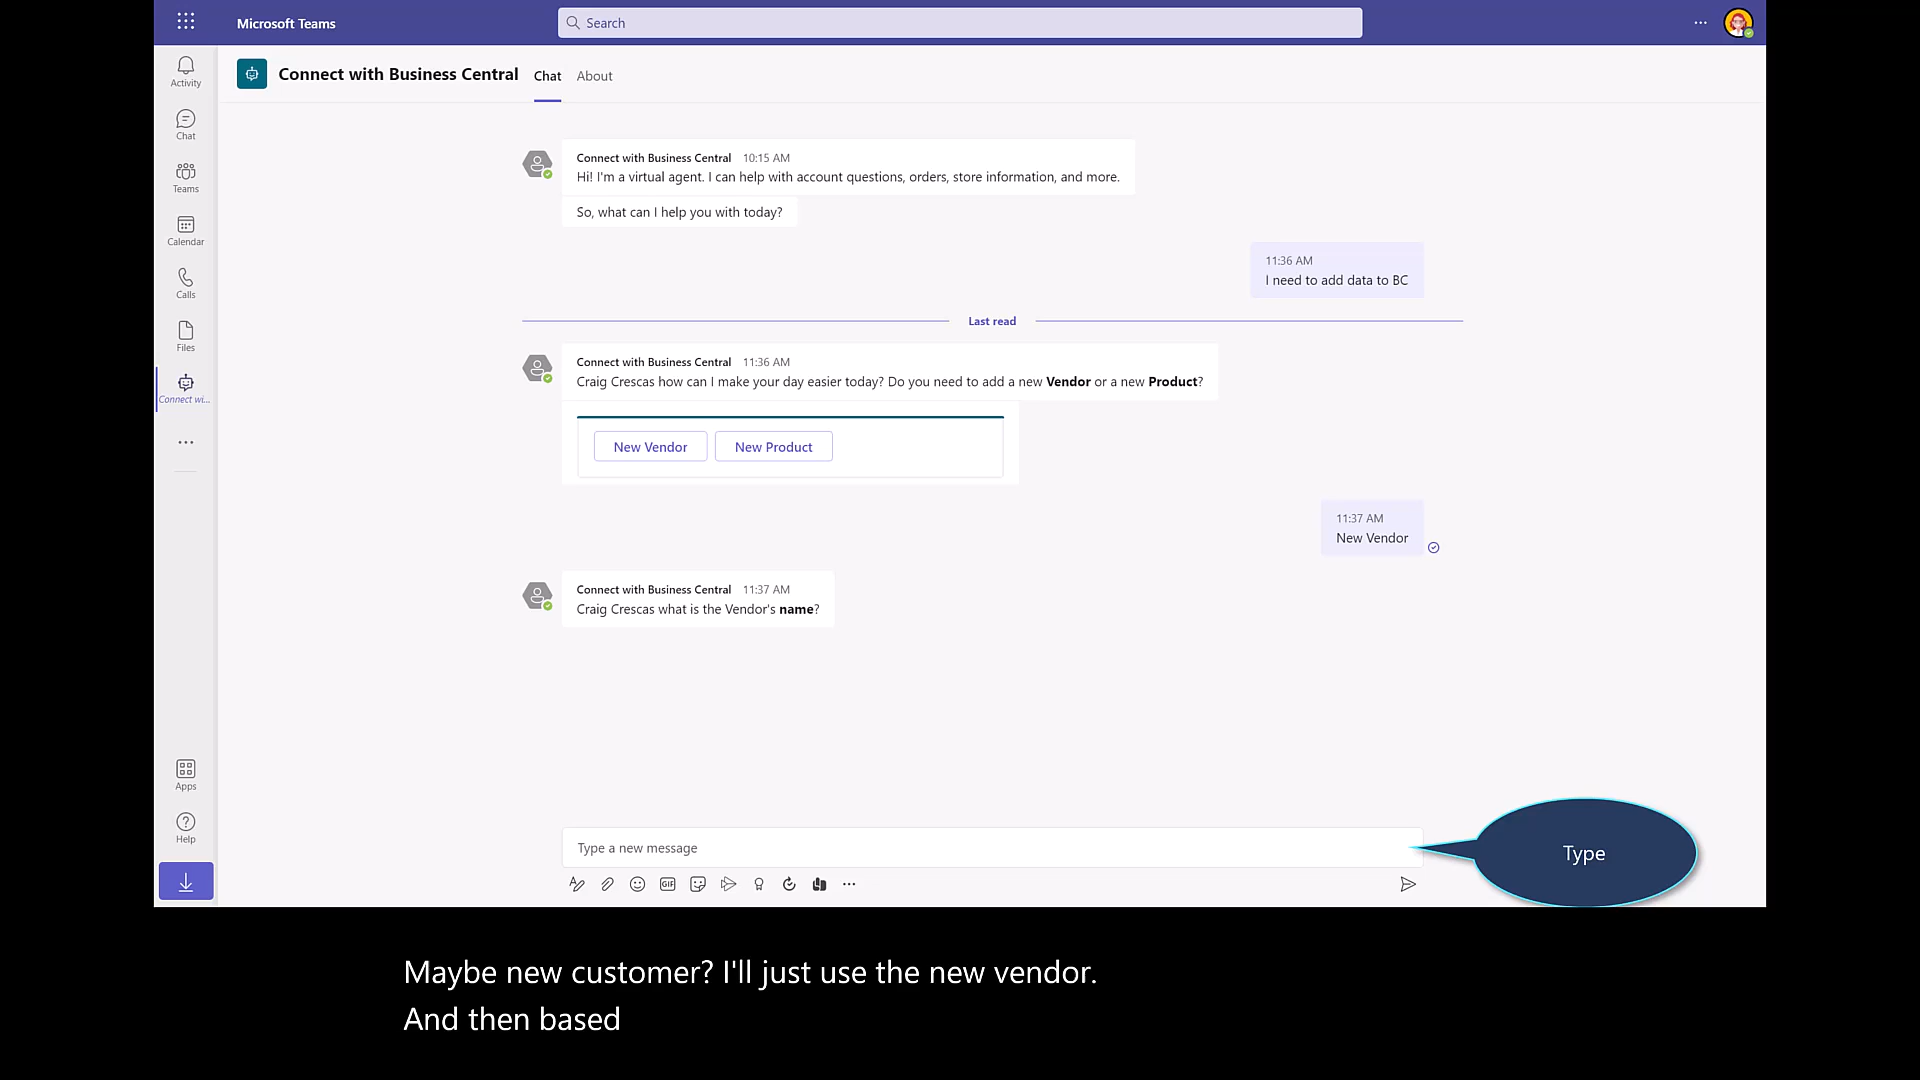 Microsoft Teams
Search
Activity
Chat
Teams
Calendar
Calls
Files
Connect wi...
Apps
Help
Connect with Business Central
Chat
About
Connect with Business Central 10:15 AM
Hi! I'm a virtual agent. I can help with account questions, orders, store information, and more.
So, what can I help you with today?
11:36 AM
I need to add data to BC
Last read
Connect with Business Central 11:36 AM
Craig Crescas how can I make your day easier today? Do you need to add a new Vendor or a new Product?
New Vendor
New Product
11:37 AM
New Vendor
Connect with Business Central 11:37 AM
Craig Crescas what is the Vendor's name?
Type a new message
GIF
Type
Maybe new customer? I'll just use the new vendor.
And then based